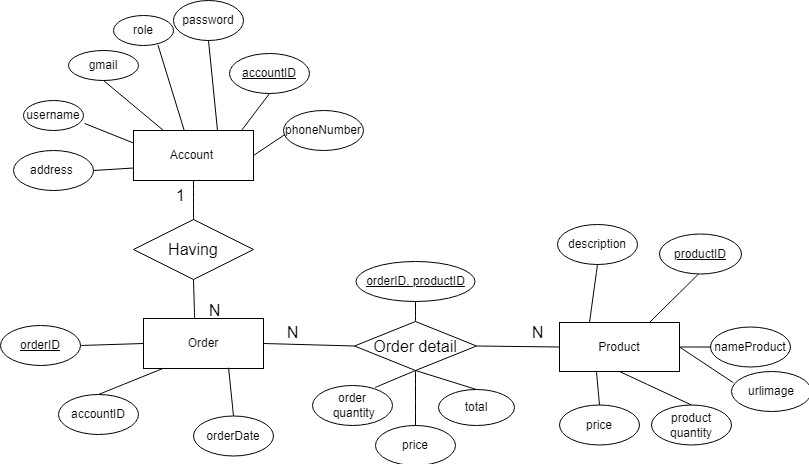 password
role
gmail
accountID
username
phoneNumber
Account
address
1
Having
description
productID
orderID, productID
N
N
N
orderID
Order
Order detail
Product
nameProduct
urlimage
accountID
order
quantity
total
price
product
quantity
orderDate
price